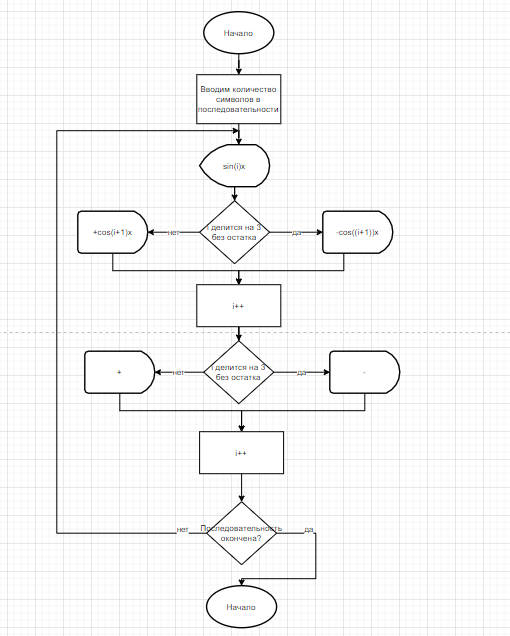 Начало
Вводим количество
символов в
последовательности
sin(i)x
i делится на 3
без остатка
нет
да
+cos(i+1)x
-cos((i+1))x
i++
i делится на 3
без остатка
нет
да
+
-
i++
Последовательность
окончена?
нет
да
Начало